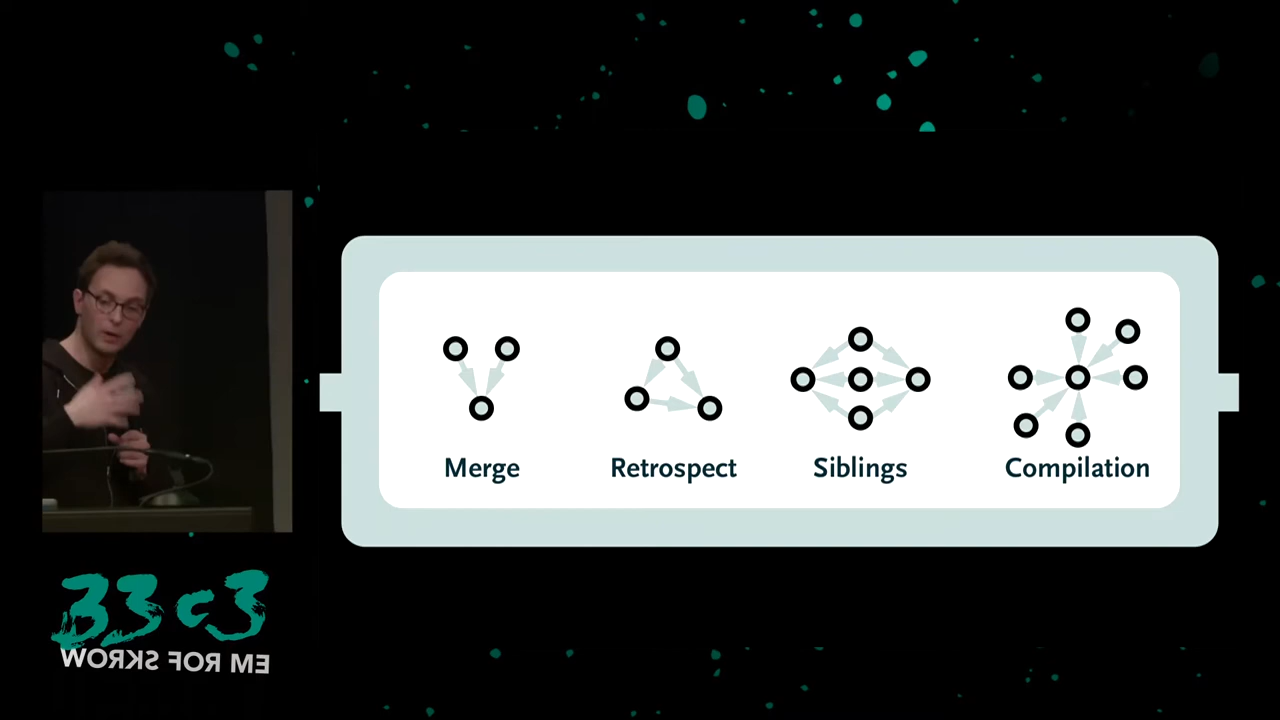 Merge
Retrospect
Siblings
Compilation
33c3
WORKS FOR ME